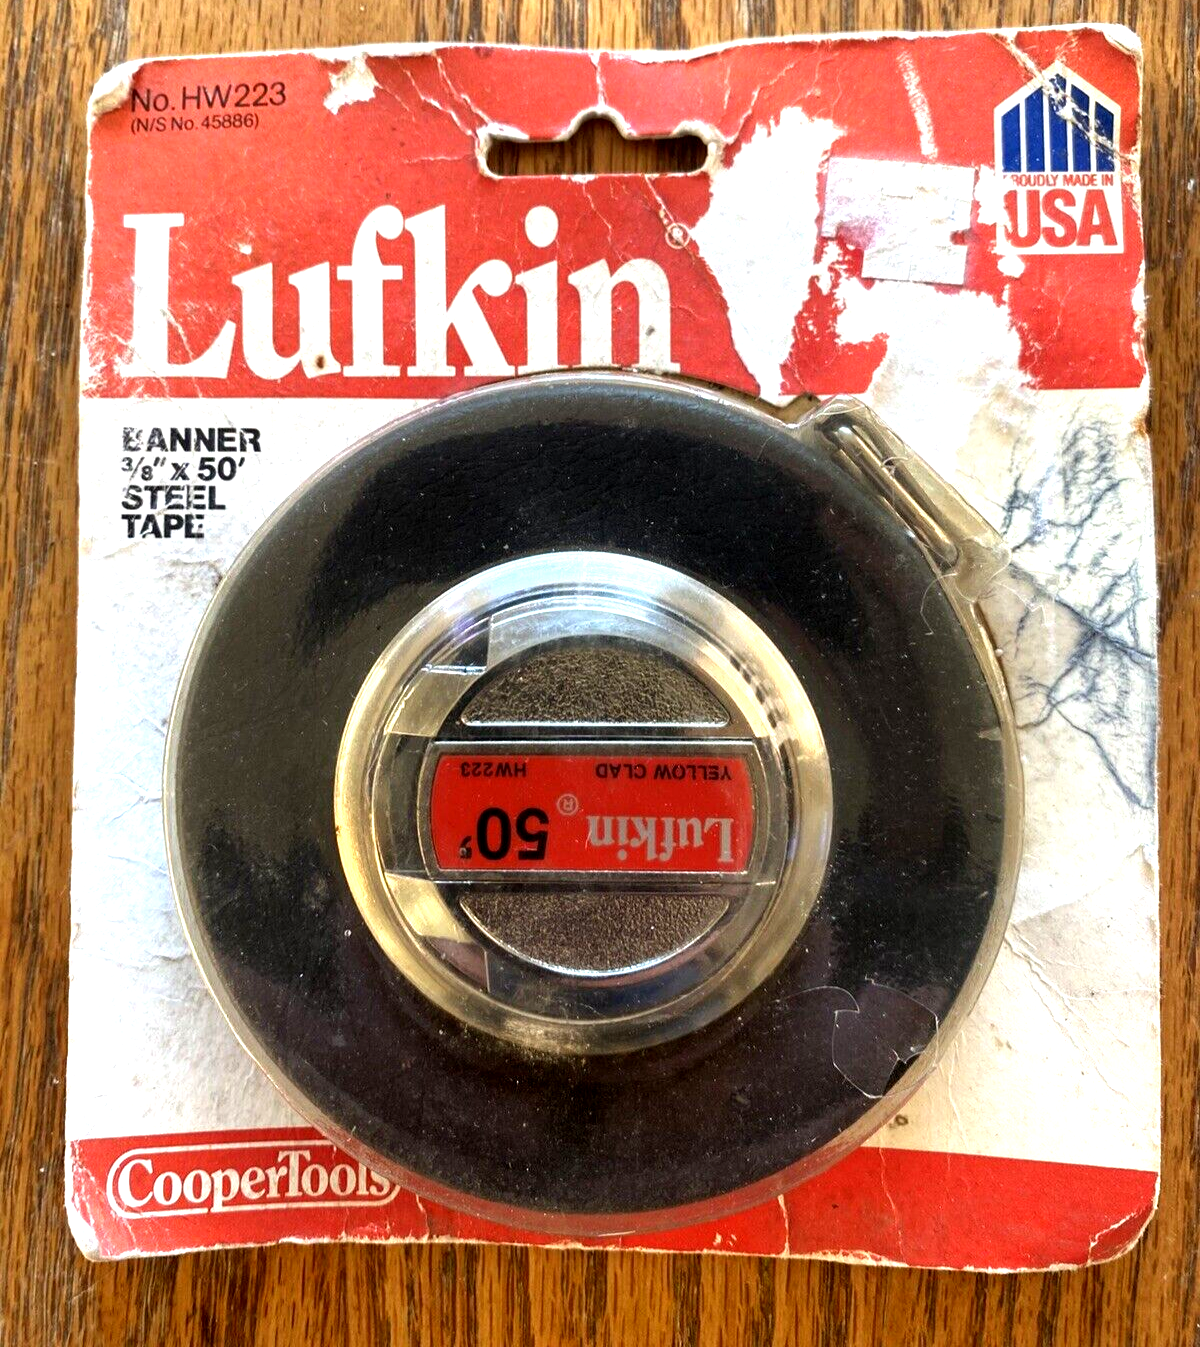 No. HW223
(N/S No. 45886)
PROUDLY MADE IN
USA
Lufkin®
BANNER
3/8" x 50'
STEEL
TAPE
YELLOW CLAD HW223
Lufkin® 50'
CooperTools